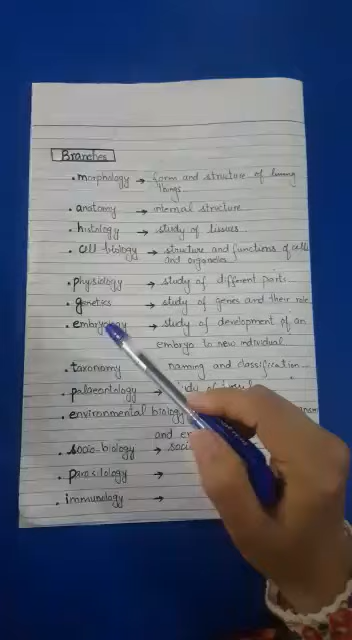 Branches
. morphology → form and structure of living things
. anatomy → internal structure
. histology → study of tissues
. cell biology → structure and functions of cells and organeles
. physiology → study of different parts
. genetics → study of genes and their role
. embryology → study of development of an embryo to new individual
. taxonomy naming and classification
. palaeontology → study of
. environmental biology
and
. socio-biology →
. parasitology →
. immunology →